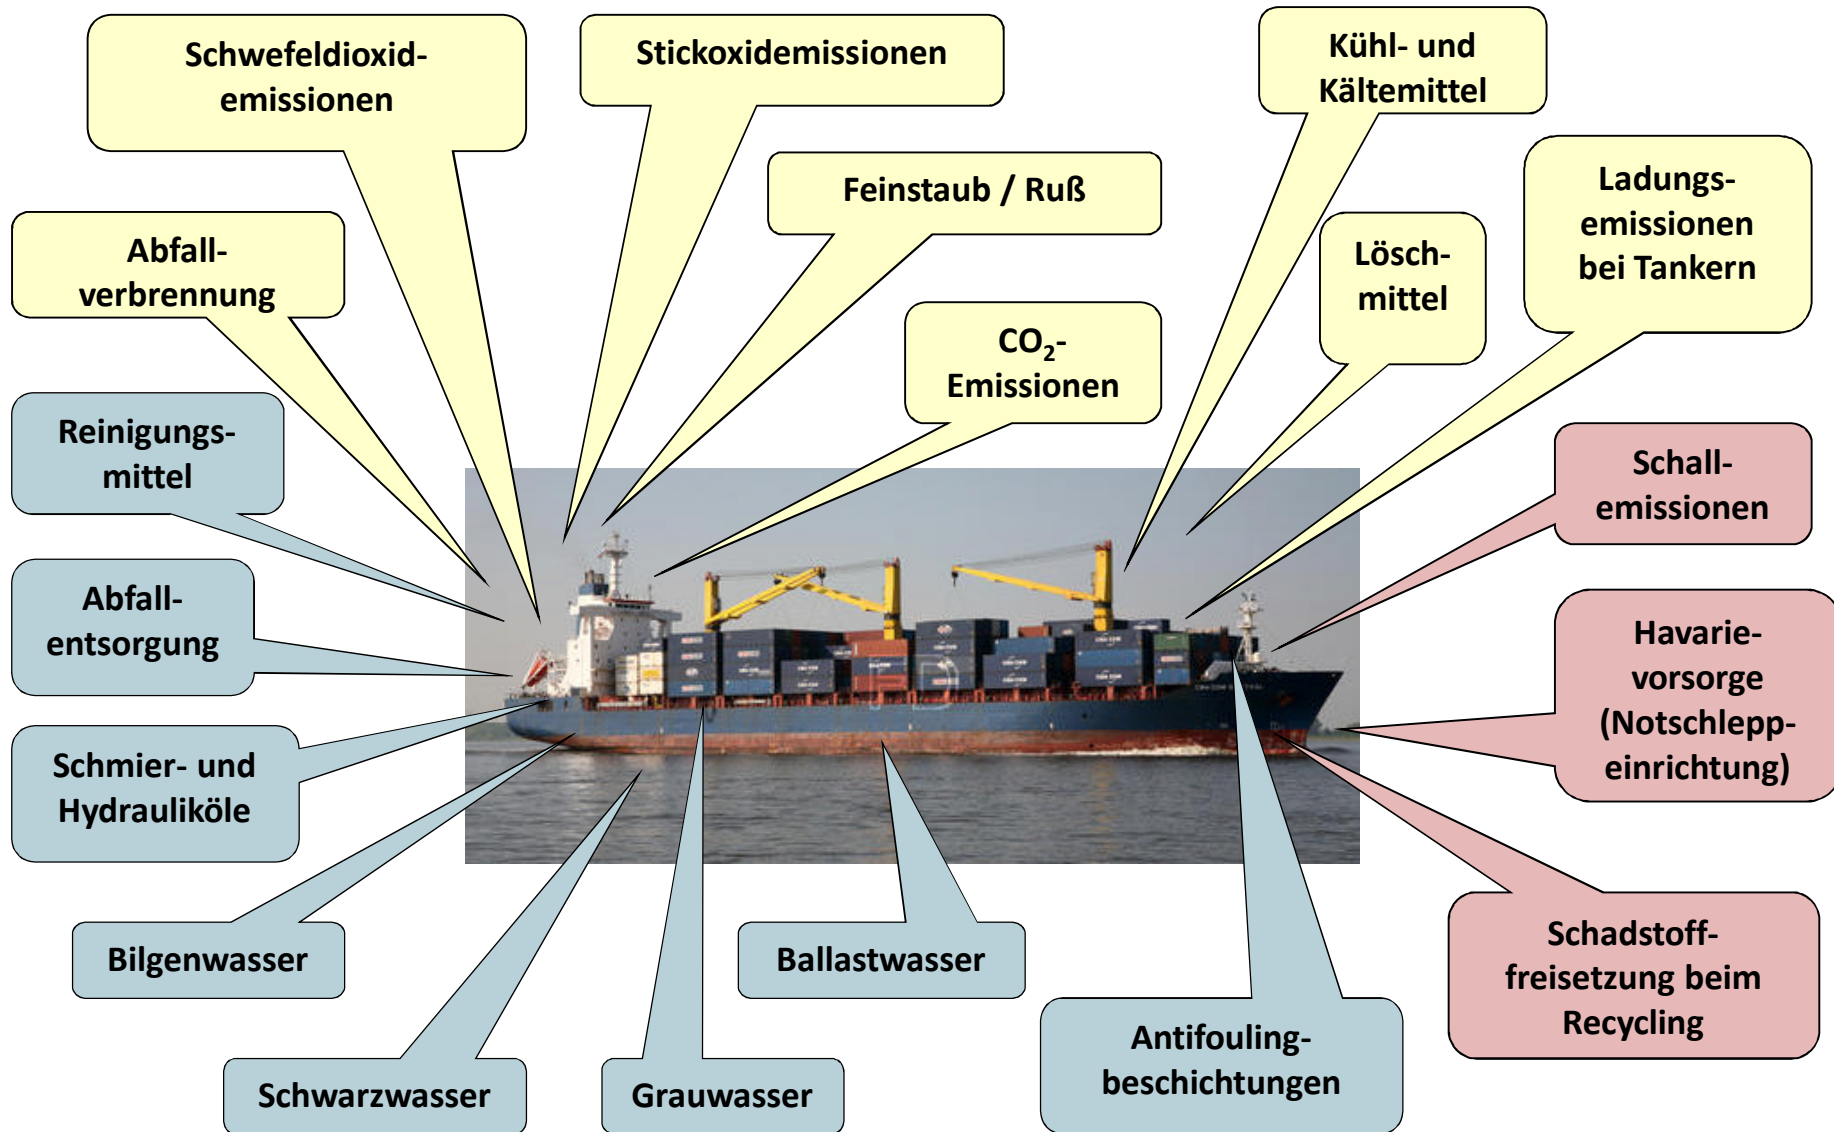 Schwefeldioxid-
emissionen
Stickoxidemissionen
Kühl- und
Kältemittel
Feinstaub / Ruß
Ladungs-
emissionen
bei Tankern
Abfall-
verbrennung
Lösch-
mittel
CO₂-
Emissionen
Reinigungs-
mittel
Schall-
emissionen
Abfall-
entsorgung
Havarie-
vorsorge
(Notschlepp-
einrichtung)
Schmier- und
Hydrauliköle
Bilgenwasser
Ballastwasser
Schadstoff-
freisetzung beim
Recycling
Antifouling-
beschichtungen
Schwarzwasser
Grauwasser